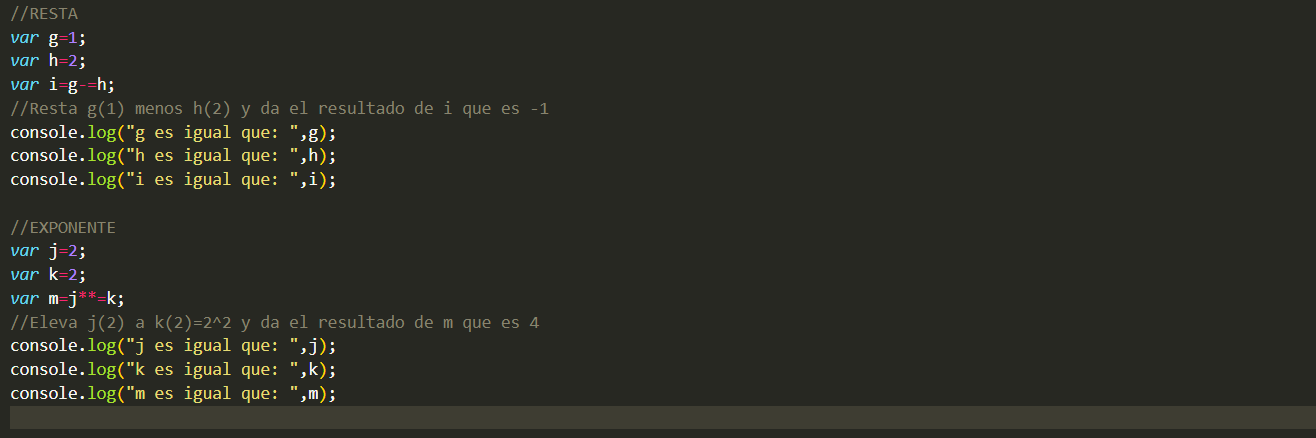 //RESTA
var g=1;
var h=2;
var i=g-=h;
//Resta g(1) menos h(2) y da el resultado de i que es -1
console.log("g es igual que: ",g);
console.log("h es igual que: ",h);
console.log("i es igual que: ",i);
//EXPONENTE
var j=2;
var k=2;
var m=j**=k;
//Eleva j(2) a k(2)=2^2 y da el resultado de m que es 4
console.log("j es igual que: ",j);
console.log("k es igual que: ",k);
console.log("m es igual que: ",m);